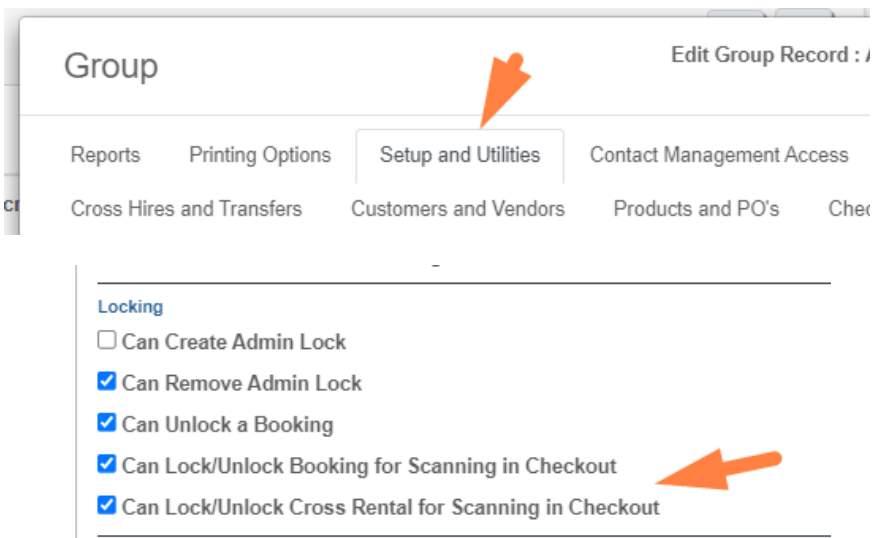 Group
Edit Group Record :
Reports Printing Options Setup and Utilities Contact Management Access
Cross Hires and Transfers Customers and Vendors Products and PO's
Locking
Can Create Admin Lock
Can Remove Admin Lock
Can Unlock a Booking
Can Lock/Unlock Booking for Scanning in Checkout
Can Lock/Unlock Cross Rental for Scanning in Checkout